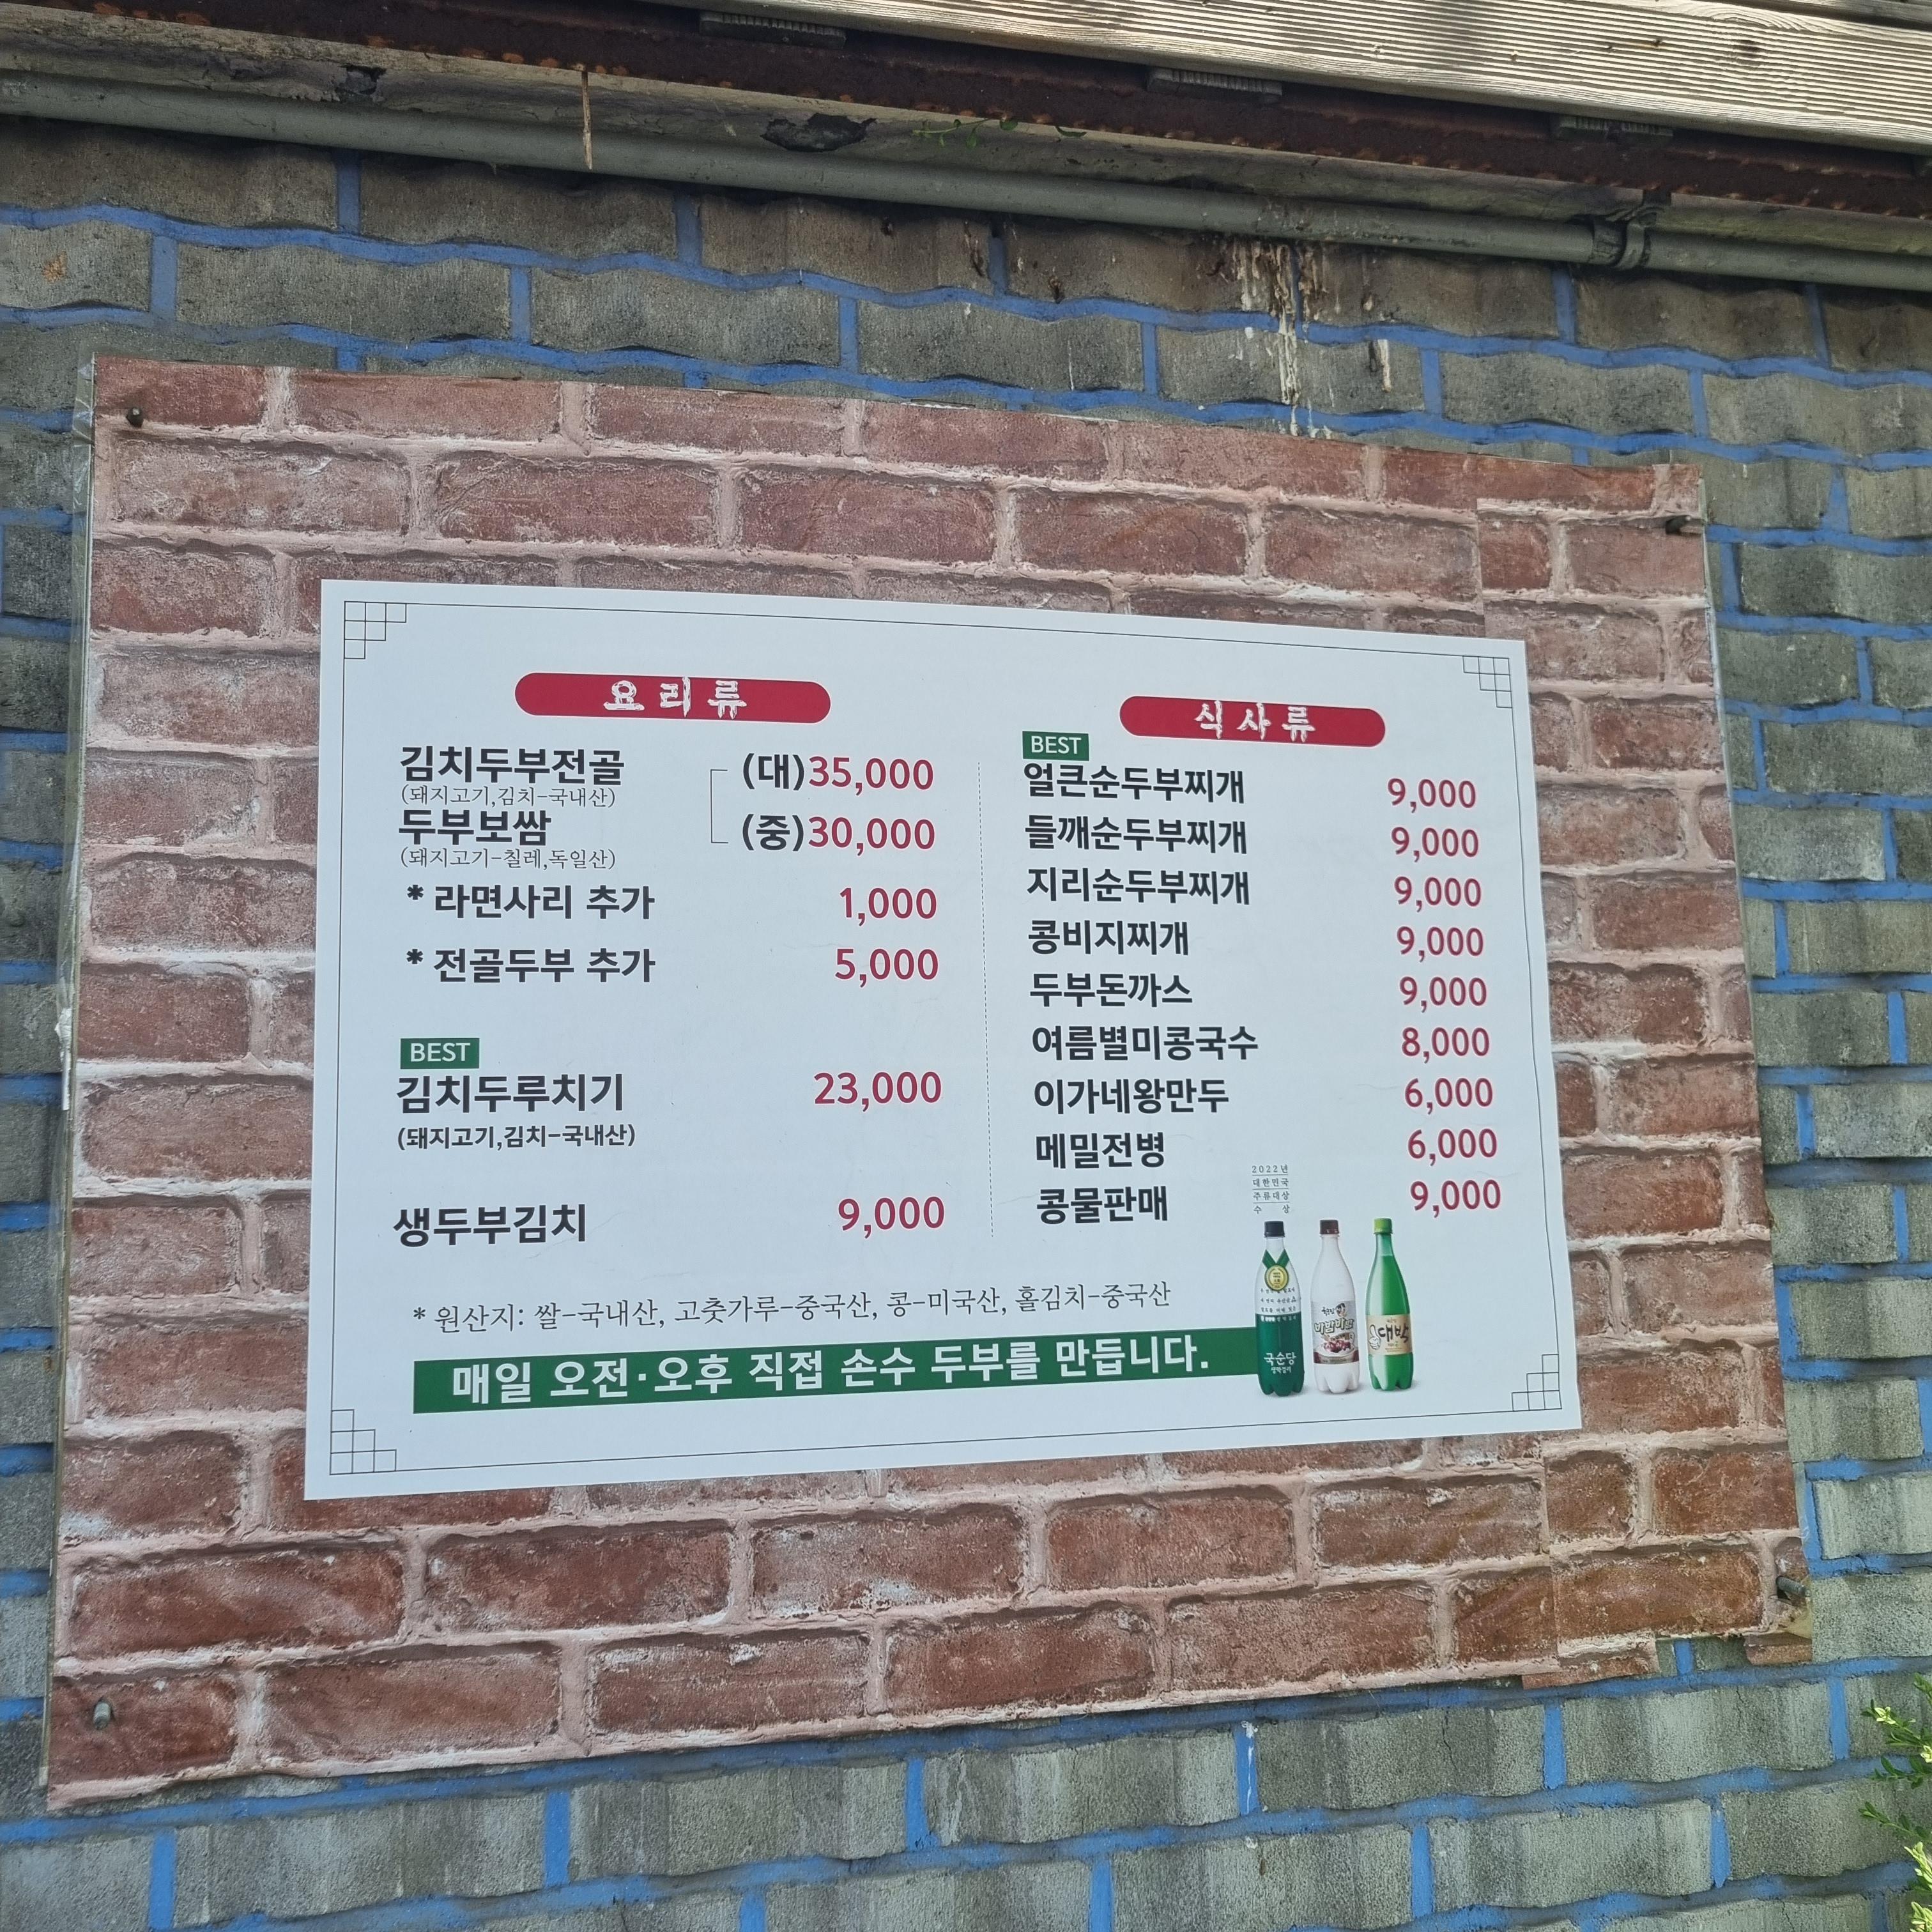 요리류
김치두부전골 (대)35,000
(돼지고기,김치-국내산)
두부보쌈 (중)30,000
(돼지고기-칠레,독일산)
* 라면사리 추가 1,000
* 전골두부 추가 5,000
BEST
김치두루치기 23,000
(돼지고기,김치-국내산)
생두부김치 9,000
식사류
BEST
얼큰순두부찌개 9,000
들깨순두부찌개 9,000
지리순두부찌개 9,000
콩비지찌개 9,000
두부돈까스 9,000
여름별미콩국수 8,000
이가네왕만두 6,000
메밀전병 6,000
콩물판매 9,000
2022년
대한민국
주류대상
수 상
국순당
대박
* 원산지: 쌀-국내산, 고춧가루-중국산, 콩-미국산, 홀김치-중국산
매일 오전·오후 직접 손수 두부를 만듭니다.